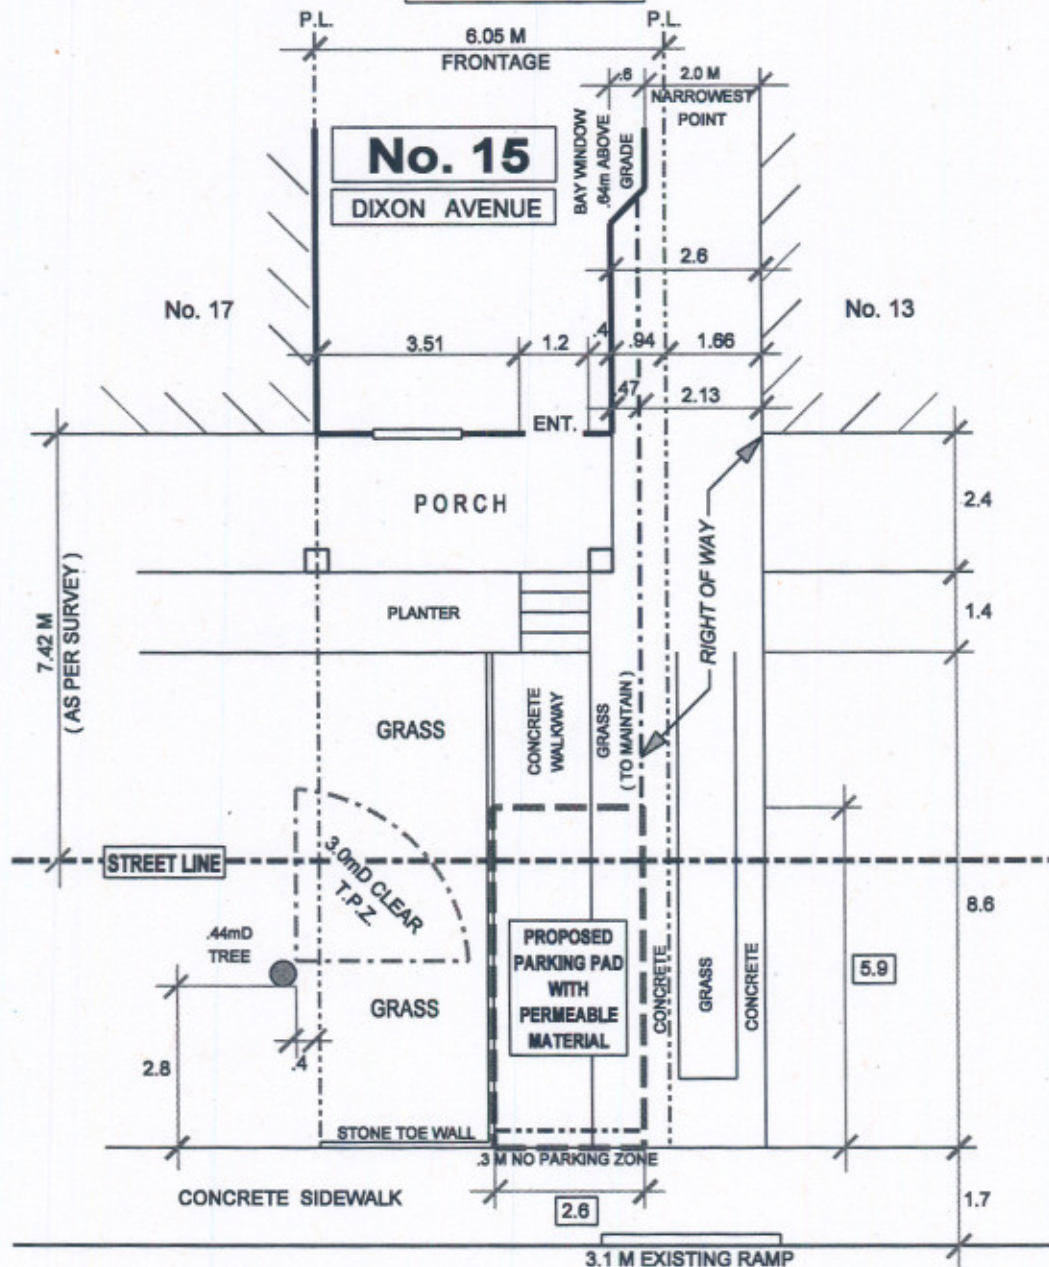 P.L.
P.L.
6.05 M
FRONTAGE
.6
2.0 M
NARROWEST
POINT
No. 15
DIXON AVENUE
BAY WINDOW
.64m ABOVE
GRADE
2.6
No. 17
No. 13
3.51
1.2
.4
.94
1.66
.47
2.13
ENT.
PORCH
2.4
RIGHT OF WAY
PLANTER
1.4
7.42 M
( AS PER SURVEY )
GRASS
CONCRETE
WALKWAY
GRASS
( TO MAINTAIN )
3.0mD CLEAR
T.P.Z.
STREET LINE
8.6
.44mD
TREE
PROPOSED
PARKING PAD
WITH
PERMEABLE
MATERIAL
CONCRETE
GRASS
CONCRETE
5.9
GRASS
2.8
.4
STONE TOE WALL
.3 M NO PARKING ZONE
CONCRETE SIDEWALK
2.6
1.7
3.1 M EXISTING RAMP